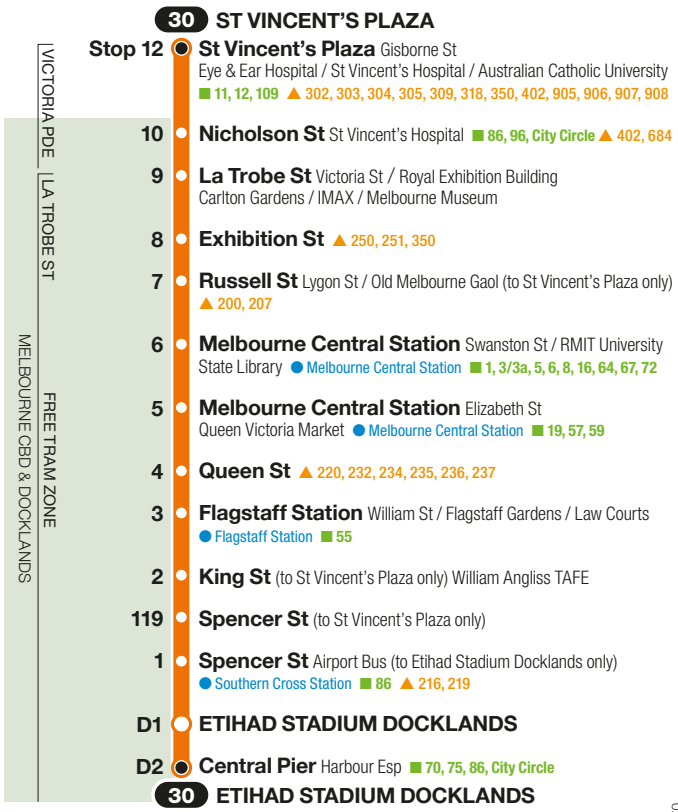 30 ST VINCENT'S PLAZA
Stop 12 St Vincent's Plaza Gisborne St
Eye & Ear Hospital / St Vincent's Hospital / Australian Catholic University
11, 12, 109 302, 303, 304, 305, 309, 318, 350, 402, 905, 906, 907, 908
10 Nicholson St St Vincent's Hospital 86, 96, City Circle 402, 684
9 La Trobe St Victoria St / Royal Exhibition Building
Carlton Gardens / IMAX / Melbourne Museum
8 Exhibition St 250, 251, 350
7 Russell St Lygon St / Old Melbourne Gaol (to St Vincent's Plaza only)
200, 207
6 Melbourne Central Station Swanston St / RMIT University
State Library Melbourne Central Station 1, 3/3a, 5, 6, 8, 16, 64, 67, 72
5 Melbourne Central Station Elizabeth St
Queen Victoria Market Melbourne Central Station 19, 57, 59
4 Queen St 220, 232, 234, 235, 236, 237
3 Flagstaff Station William St / Flagstaff Gardens / Law Courts
Flagstaff Station 55
2 King St (to St Vincent's Plaza only) William Angliss TAFE
119 Spencer St (to St Vincent's Plaza only)
1 Spencer St Airport Bus (to Etihad Stadium Docklands only)
Southern Cross Station 86 216, 219
D1 ETIHAD STADIUM DOCKLANDS
D2 Central Pier Harbour Esp 70, 75, 86, City Circle
30 ETIHAD STADIUM DOCKLANDS
VICTORIA PDE
LA TROBE ST
FREE TRAM ZONE
MELBOURNE CBD & DOCKLANDS